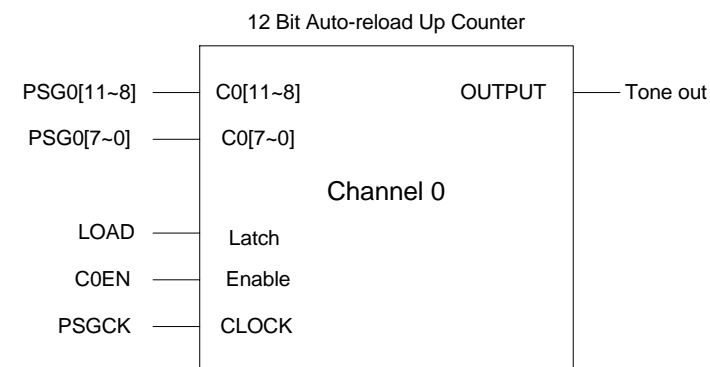 12 Bit Auto-reload Up Counter
PSG0[11~8] C0[11~8] OUTPUT Tone out
PSG0[7~0] C0[7~0]
Channel 0
LOAD Latch
C0EN Enable
PSGCK CLOCK